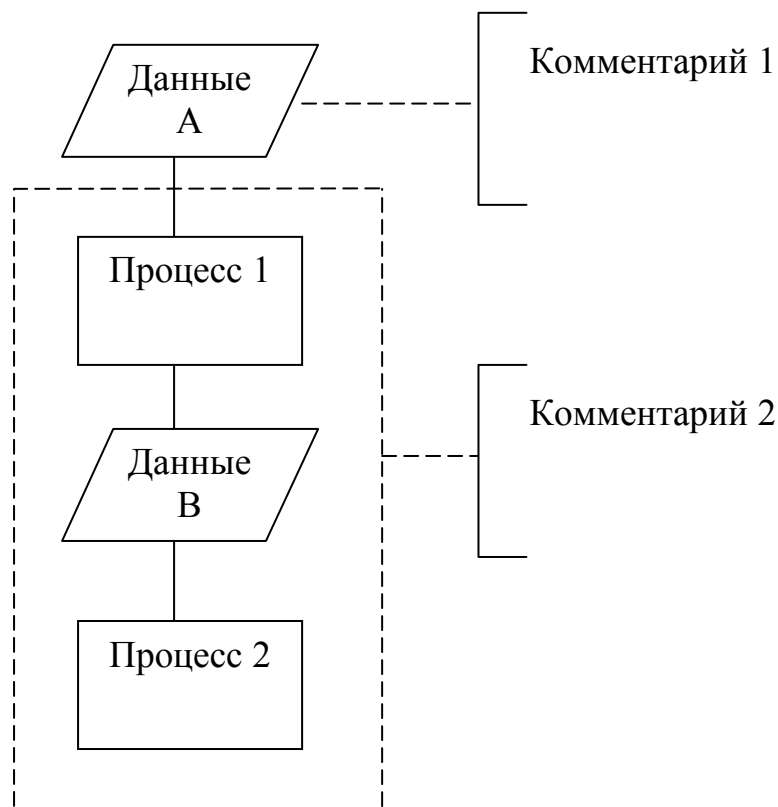 Данные
А
Комментарий 1
Процесс 1
Данные
В
Комментарий 2
Процесс 2